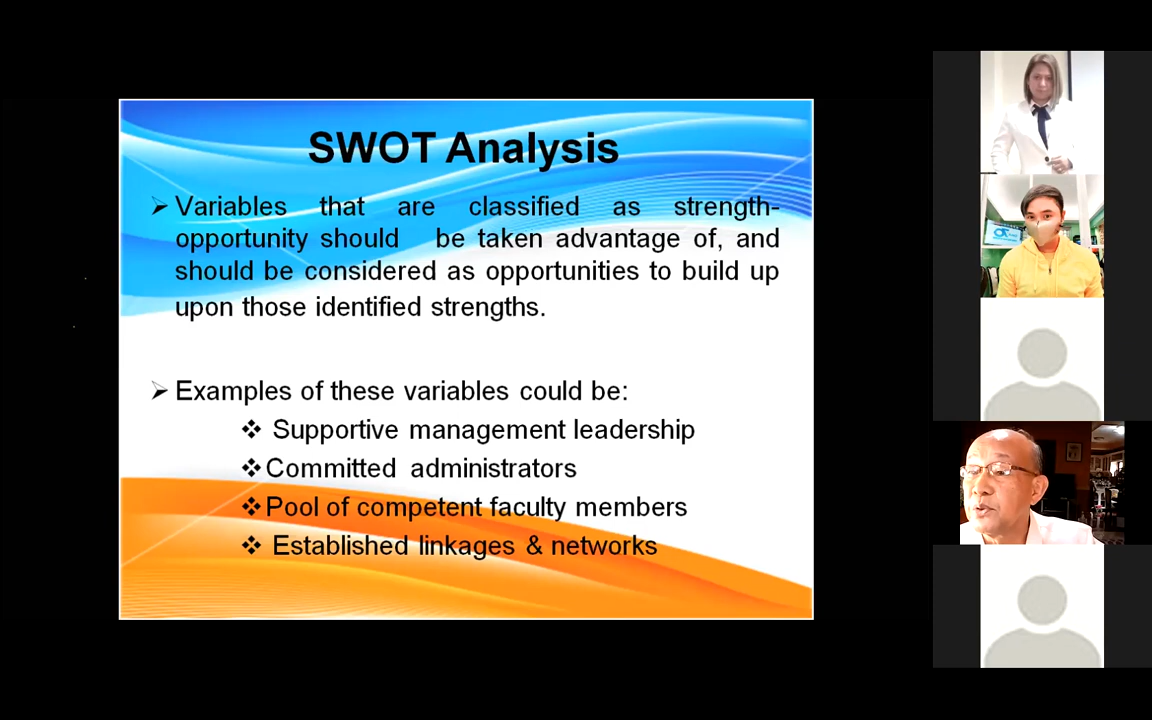 SWOT Analysis
➢ Variables that are classified as strength-
opportunity should be taken advantage of, and
should be considered as opportunities to build up
upon those identified strengths.
➢ Examples of these variables could be:
❖ Supportive management leadership
❖ Committed administrators
❖ Pool of competent faculty members
❖ Established linkages & networks